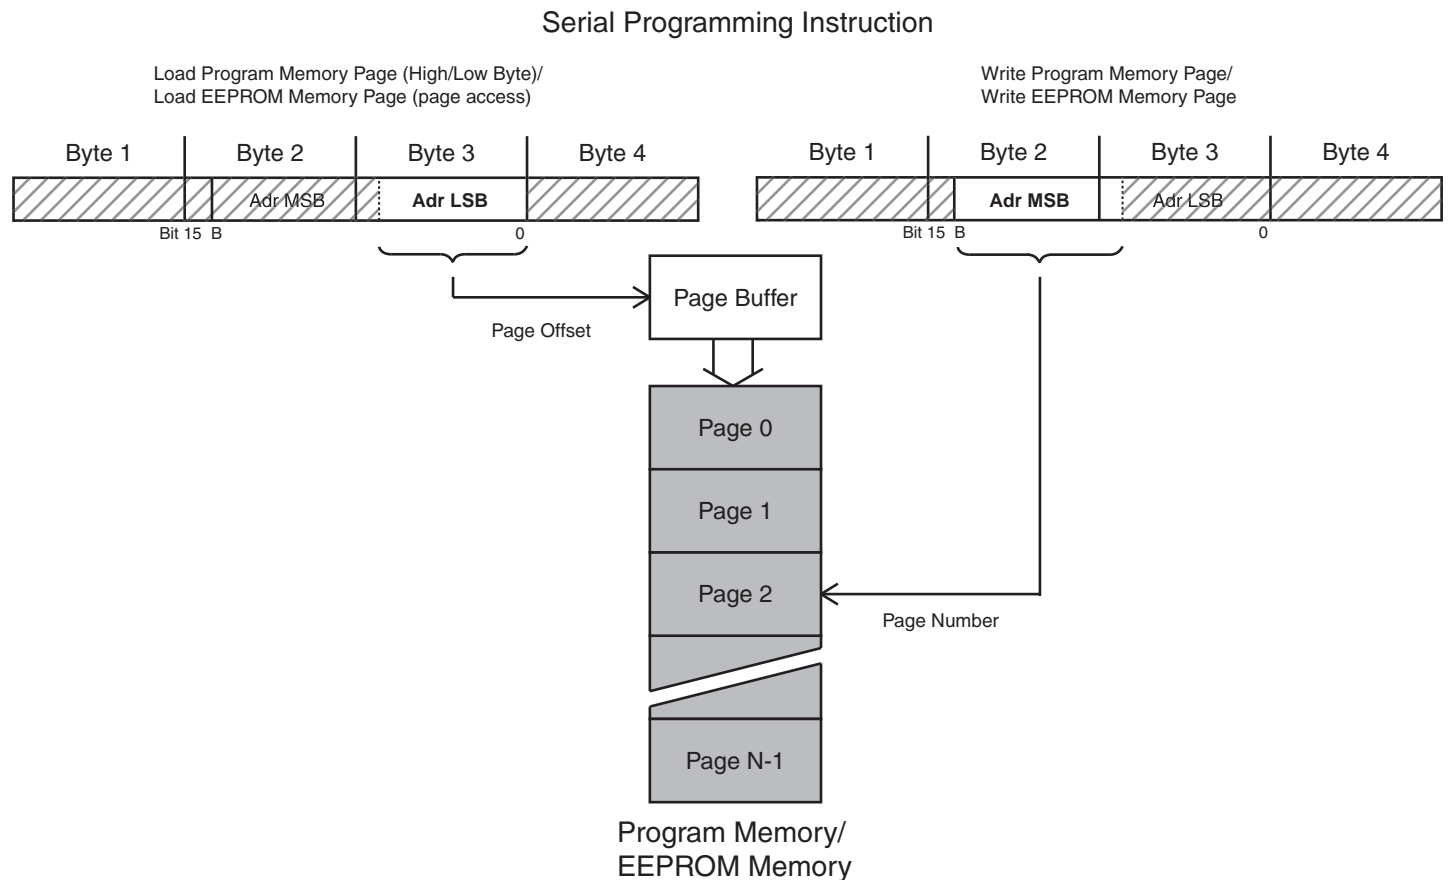 Serial Programming Instruction
Load Program Memory Page (High/Low Byte)/
Load EEPROM Memory Page (page access)
Write Program Memory Page/
Write EEPROM Memory Page
Byte 1 Byte 2 Byte 3 Byte 4
Adr MSB Adr LSB
Bit 15 B 0
Byte 1 Byte 2 Byte 3 Byte 4
Adr MSB Adr LSB
Bit 15 B 0
Page Buffer
Page Offset
Page 0
Page 1
Page 2
Page Number
Page N-1
Program Memory/
EEPROM Memory